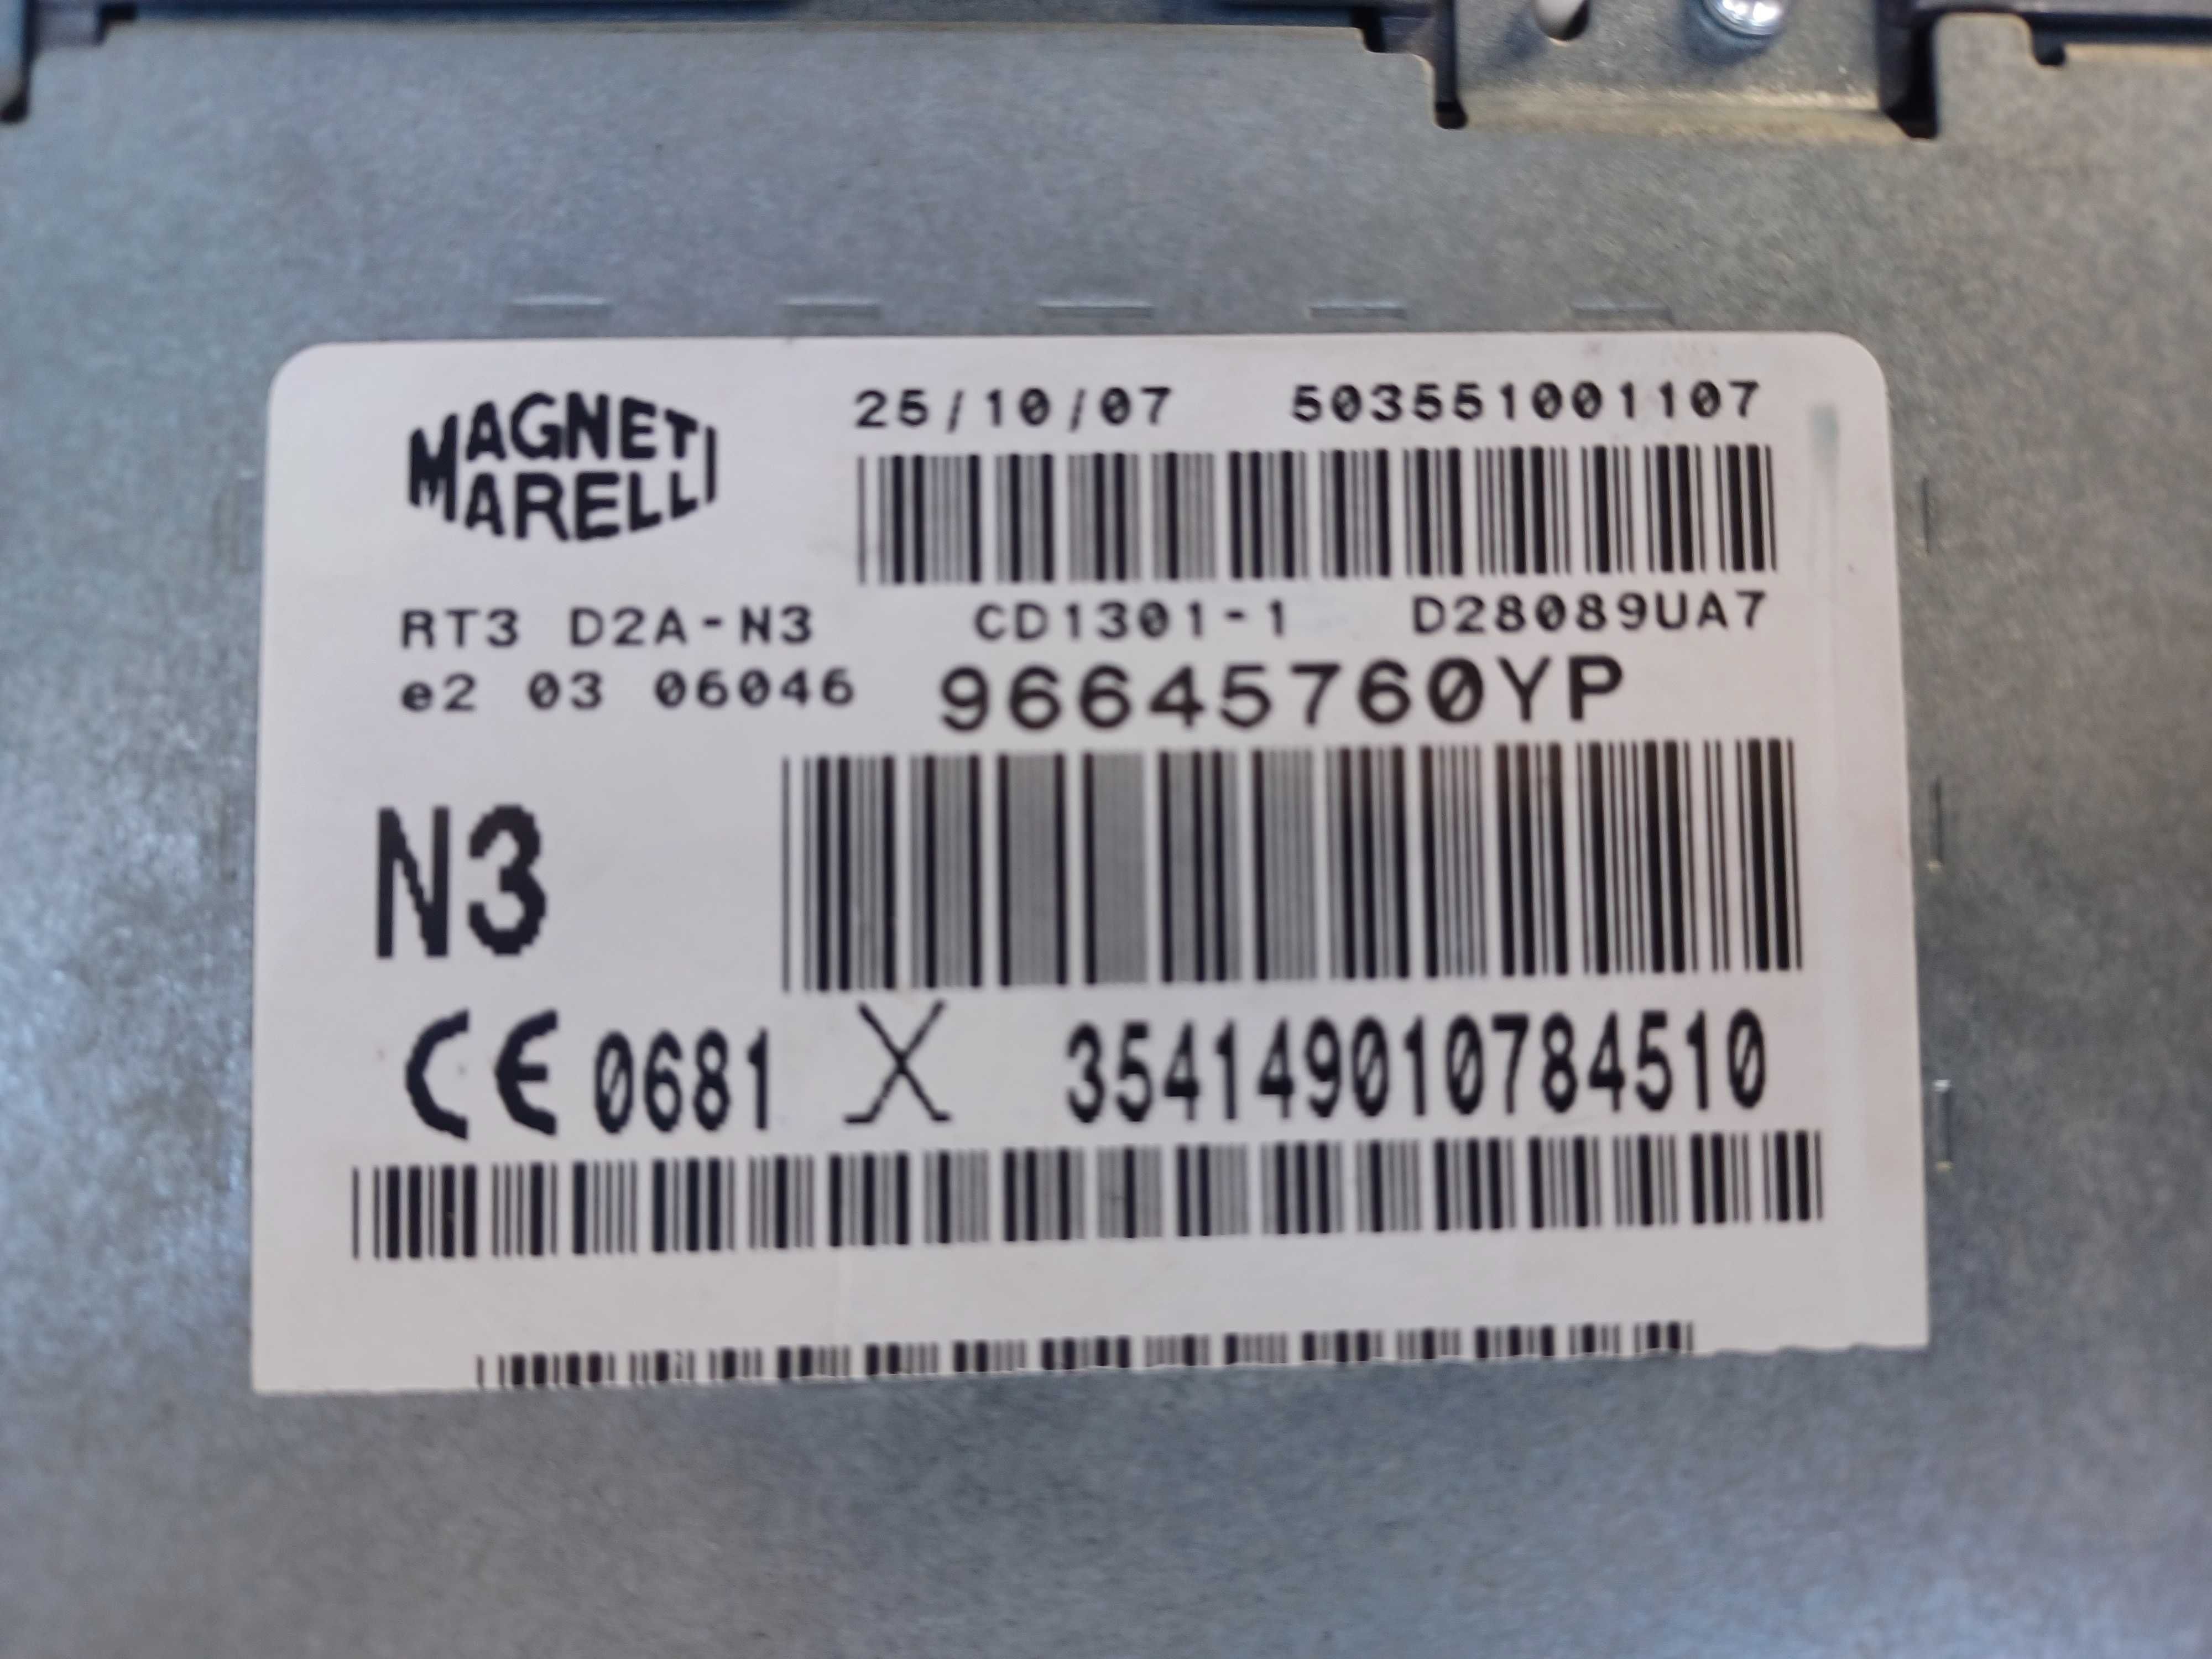 MAGNETI
MARELLI
25/10/07 503551001107
RT3 D2A-N3 CD1301-1 D28089UA7
e2 03 06046 96645760YP
N3
CE 0681 354149010784510